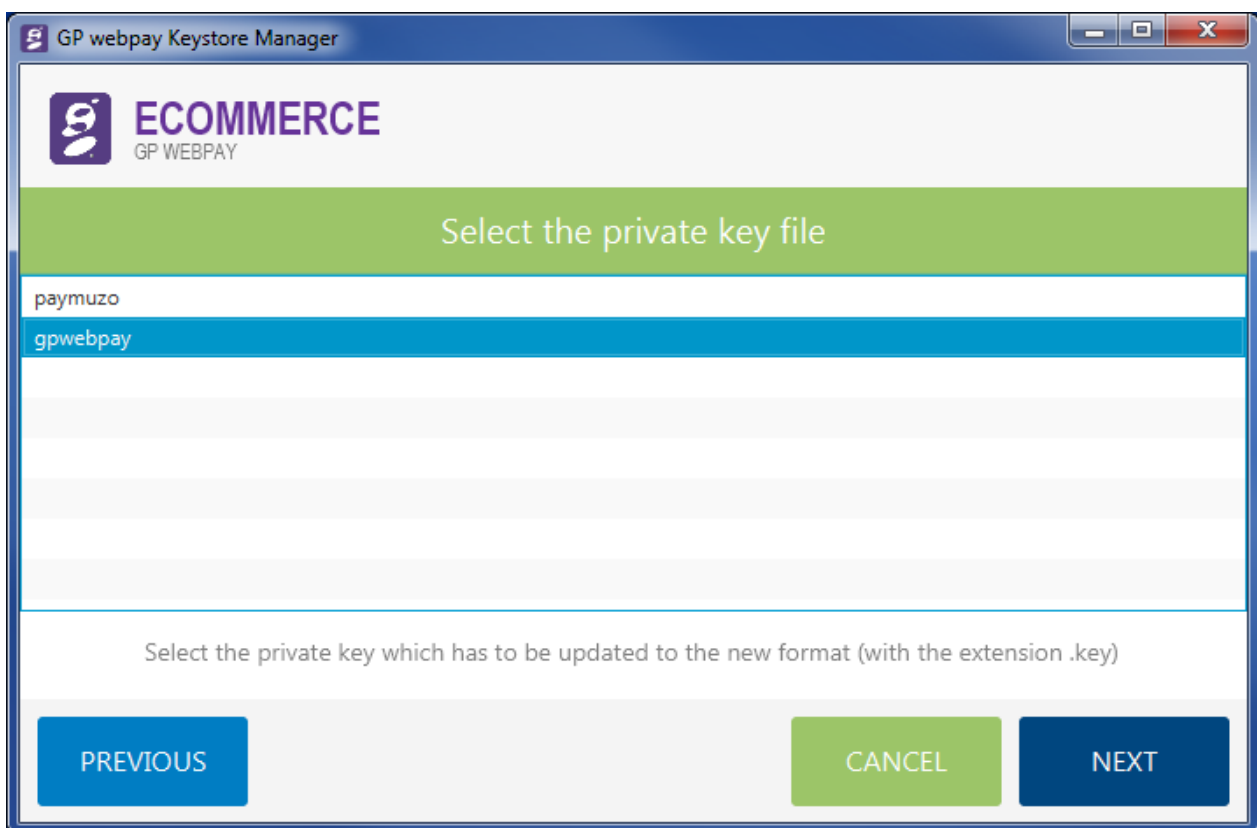 GP webpay Keystore Manager
ECOMMERCE
GP WEBPAY
Select the private key file
paymuzo
gpwebpay
Select the private key which has to be updated to the new format (with the extension .key)
PREVIOUS
CANCEL
NEXT